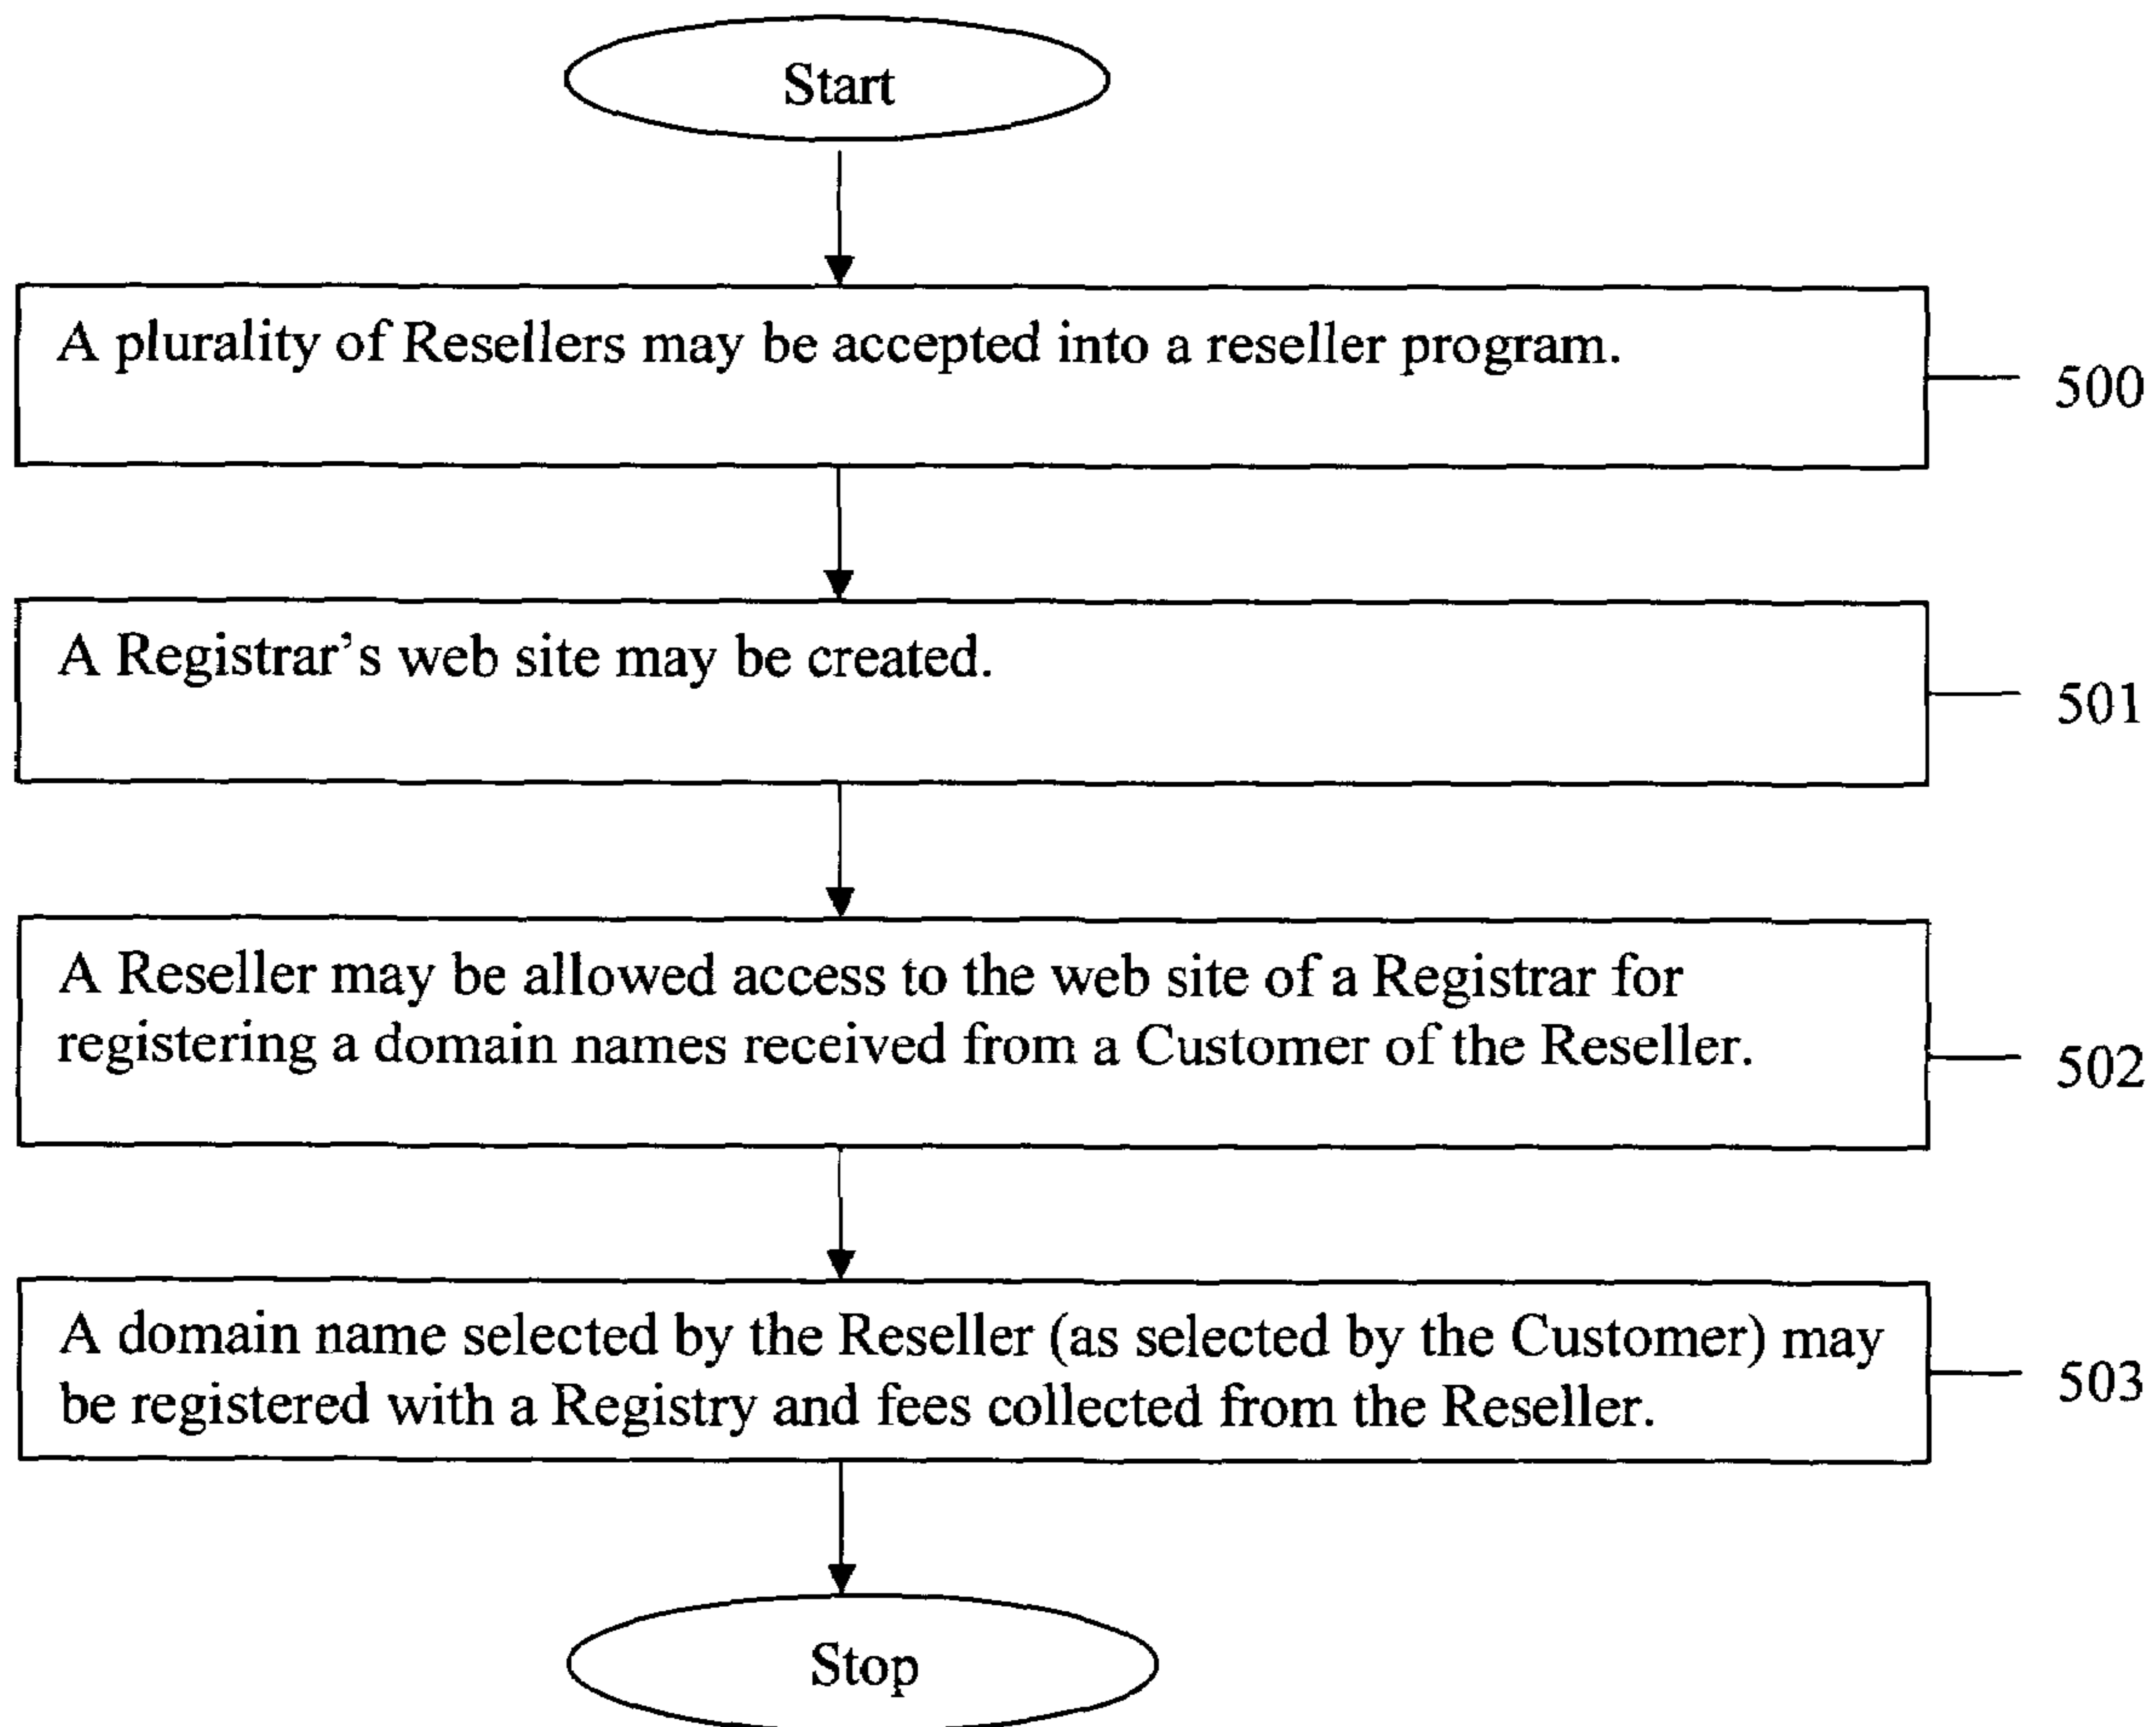 Start
A plurality of Resellers may be accepted into a reseller program.
500
A Registrar's web site may be created.
501
A Reseller may be allowed access to the web site of a Registrar for
registering a domain names received from a Customer of the Reseller.
502
A domain name selected by the Reseller (as selected by the Customer) may
be registered with a Registry and fees collected from the Reseller.
503
Stop